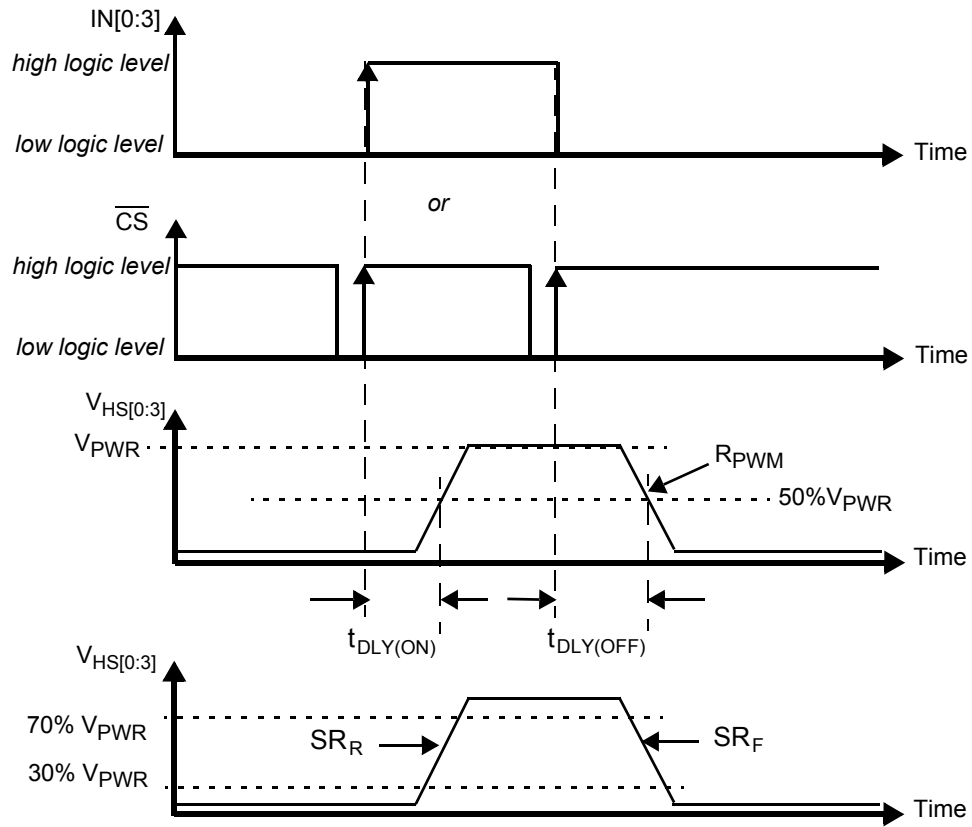 IN[0:3]
high logic level
low logic level
Time
or
CS
high logic level
low logic level
Time
VHS[0:3]
VPWR
RPWM
50%VPWR
Time
tDLY(ON)
tDLY(OFF)
VHS[0:3]
70% VPWR
SRR
SRF
30% VPWR
Time